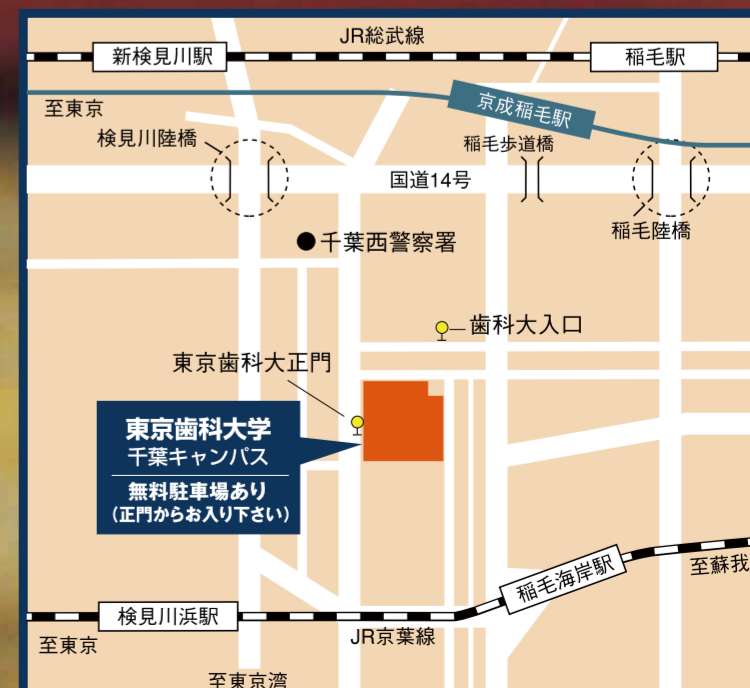 JR総武線
新検見川駅
稲毛駅
至東京
京成稲毛駅
検見川陸橋
稲毛歩道橋
国道14号
稲毛陸橋
千葉西警察署
歯科大入口
東京歯科大正門
東京歯科大学
千葉キャンパス
無料駐車場あり
（正門からお入り下さい）
稲毛海岸駅
至蘇我
検見川浜駅
JR京葉線
至東京
至東京湾